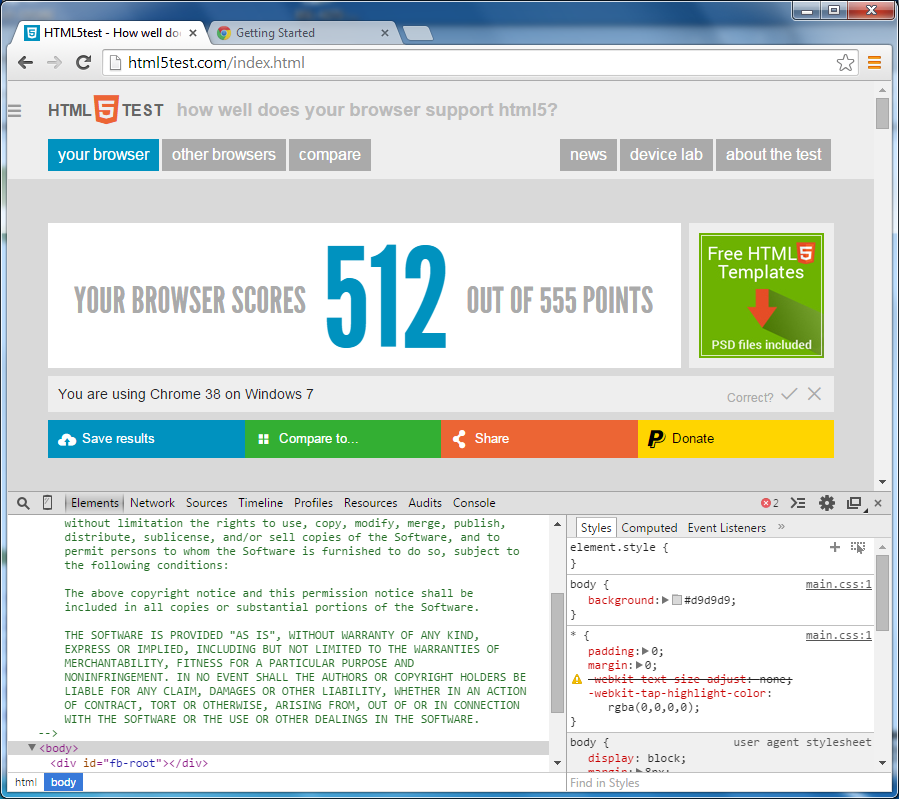 HTML5test - How well do
Getting Started
html5test.com/index.html
HTML 5 TEST how well does your browser support html5?
your browser other browsers compare news device lab about the test
YOUR BROWSER SCORES 512 OUT OF 555 POINTS
Free HTML5
Templates
PSD files included
You are using Chrome 38 on Windows 7 Correct?
Save results Compare to... Share Donate
Elements Network Sources Timeline Profiles Resources Audits Console 2
without limitation the rights to use, copy, modify, merge, publish,
distribute, sublicense, and/or sell copies of the Software, and to
permit persons to whom the Software is furnished to do so, subject to
the following conditions:
The above copyright notice and this permission notice shall be
included in all copies or substantial portions of the Software.
THE SOFTWARE IS PROVIDED "AS IS", WITHOUT WARRANTY OF ANY KIND,
EXPRESS OR IMPLIED, INCLUDING BUT NOT LIMITED TO THE WARRANTIES OF
MERCHANTABILITY, FITNESS FOR A PARTICULAR PURPOSE AND
NONINFRINGEMENT. IN NO EVENT SHALL THE AUTHORS OR COPYRIGHT HOLDERS BE
LIABLE FOR ANY CLAIM, DAMAGES OR OTHER LIABILITY, WHETHER IN AN ACTION
OF CONTRACT, TORT OR OTHERWISE, ARISING FROM, OUT OF OR IN CONNECTION
WITH THE SOFTWARE OR THE USE OR OTHER DEALINGS IN THE SOFTWARE.
-->
<body>
<div id="fb-root"></div>
html body
Styles Computed Event Listeners »
element.style {
}
body { main.css:1
background: #d9d9d9;
}
* { main.css:1
padding: 0;
margin: 0;
-webkit-text-size-adjust: none;
-webkit-tap-highlight-color:
rgba(0,0,0,0);
}
body { user agent stylesheet
display: block;
margin: 8px;
Find in Styles